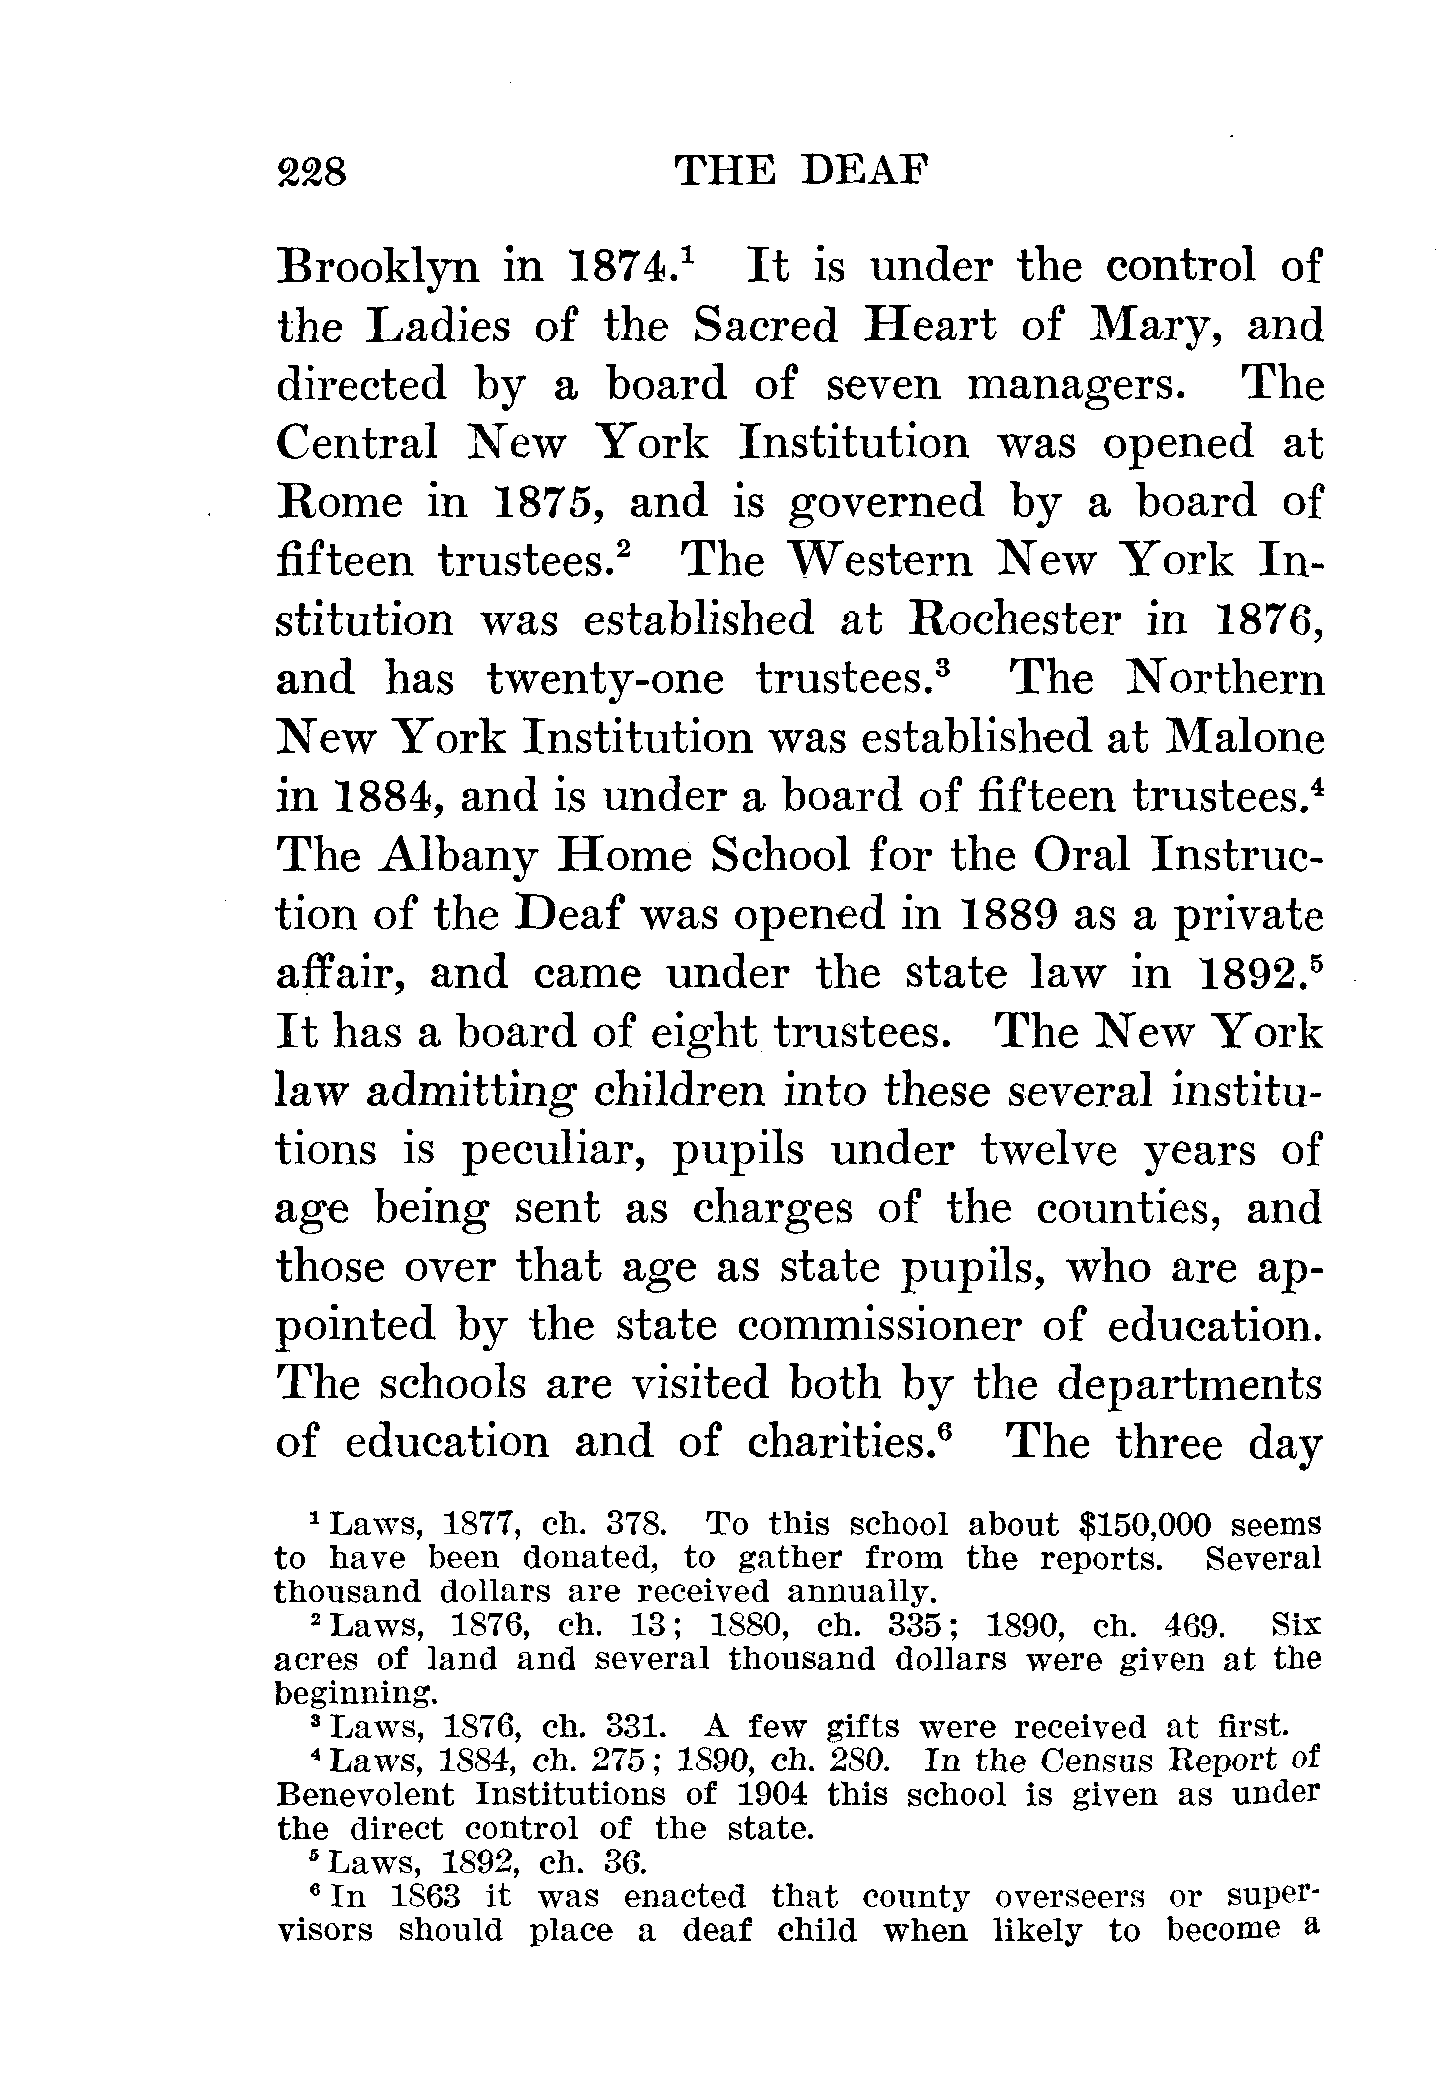 228 THE DEAF
Brooklyn in 1874.¹ It is under the control of
the Ladies of the Sacred Heart of Mary, and
directed by a board of seven managers. The
Central New York Institution was opened at
Rome in 1875, and is governed by a board of
fifteen trustees.² The Western New York In-
stitution was established at Rochester in 1876,
and has twenty-one trustees.³ The Northern
New York Institution was established at Malone
in 1884, and is under a board of fifteen trustees.⁴
The Albany Home School for the Oral Instruc-
tion of the Deaf was opened in 1889 as a private
affair, and came under the state law in 1892.⁵
It has a board of eight trustees. The New York
law admitting children into these several institu-
tions is peculiar, pupils under twelve years of
age being sent as charges of the counties, and
those over that age as state pupils, who are ap-
pointed by the state commissioner of education.
The schools are visited both by the departments
of education and of charities.⁶ The three day
¹ Laws, 1877, ch. 378. To this school about $150,000 seems
to have been donated, to gather from the reports. Several
thousand dollars are received annually.
² Laws, 1876, ch. 13; 1880, ch. 335; 1890, ch. 469. Six
acres of land and several thousand dollars were given at the
beginning.
³ Laws, 1876, ch. 331. A few gifts were received at first.
⁴ Laws, 1884, ch. 275; 1890, ch. 280. In the Census Report of
Benevolent Institutions of 1904 this school is given as under
the direct control of the state.
⁵ Laws, 1892, ch. 36.
⁶ In 1863 it was enacted that county overseers or super-
visors should place a deaf child when likely to become a